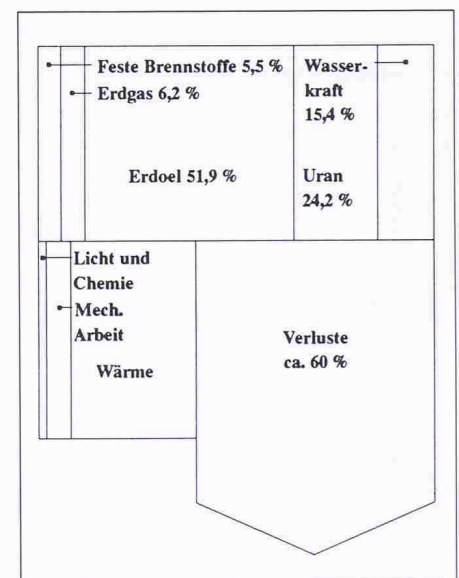 Feste Brennstoffe 5,5 %
Erdgas 6,2 %
Wasser-
kraft
15,4 %
Erdoel 51,9 %
Uran
24,2 %
Licht und
Chemie
Mech.
Arbeit
Wärme
Verluste
ca. 60 %